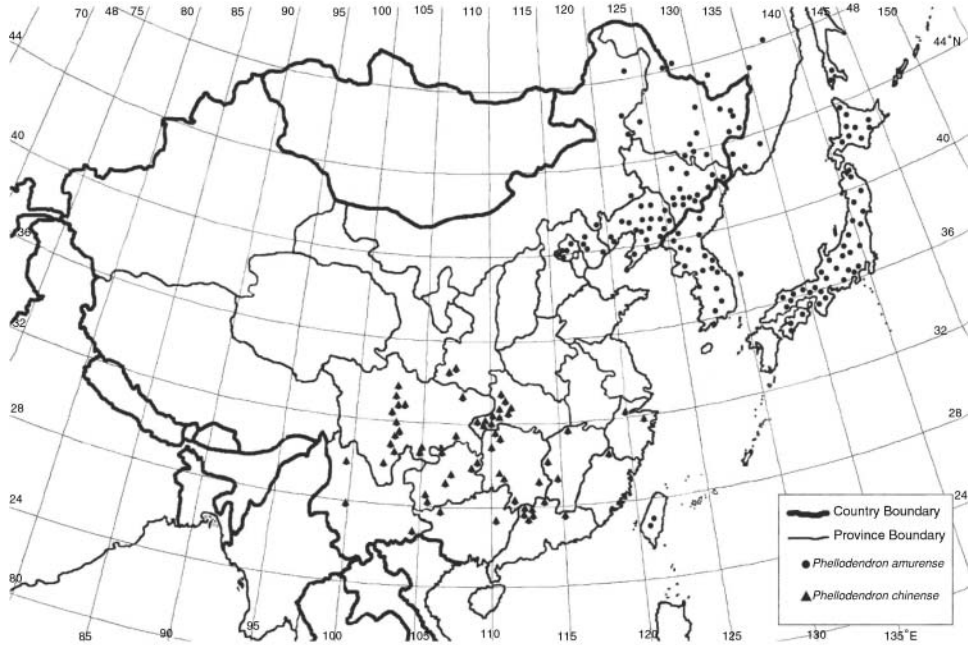 70 48 75 80 85 90 95 100 105 110 115 120 125 130 135 140 145 48 150
44
44°N
40
40
36
36
32
32
28
28
24
24
80
Country Boundary
Province Boundary
Phellodendron amurense
Phellodendron chinense
85 90 95 100 105 110 115 120 125 130 135°E